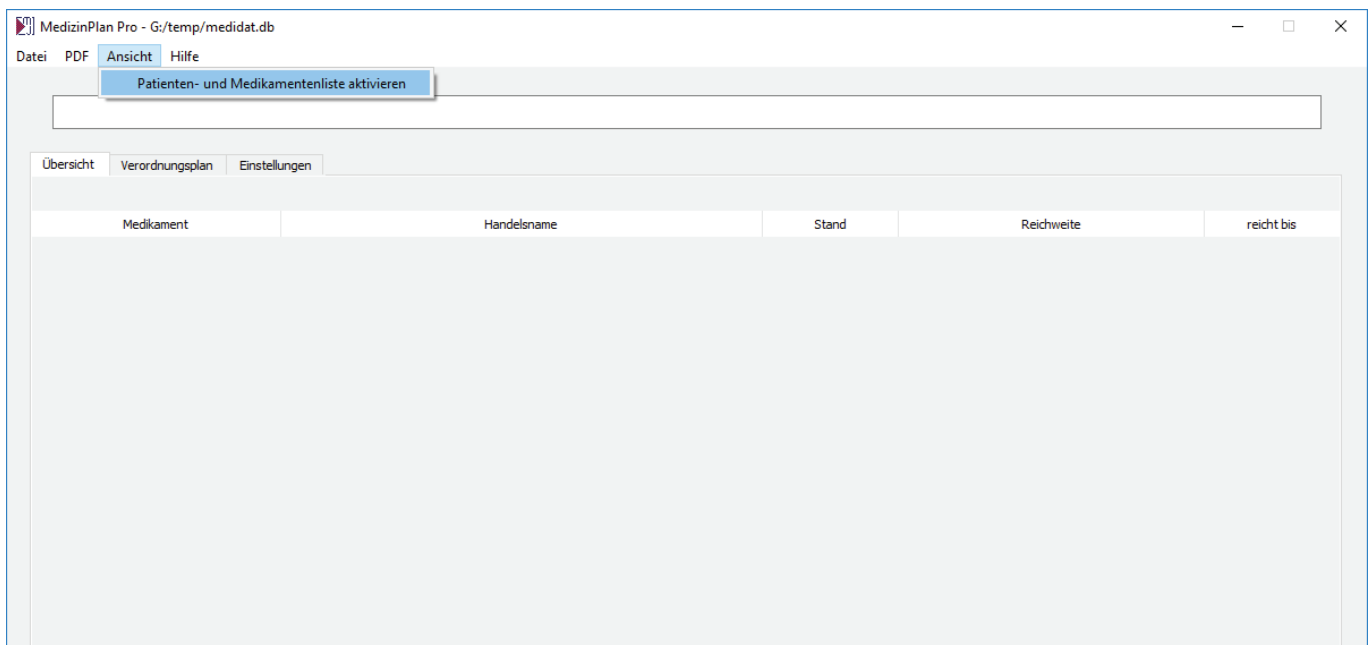 MedizinPlan Pro - G:/temp/medidat.db
Datei PDF Ansicht Hilfe
Patienten- und Medikamentenliste aktivieren
Übersicht Verordnungsplan Einstellungen
Medikament Handelsname Stand Reichweite reicht bis